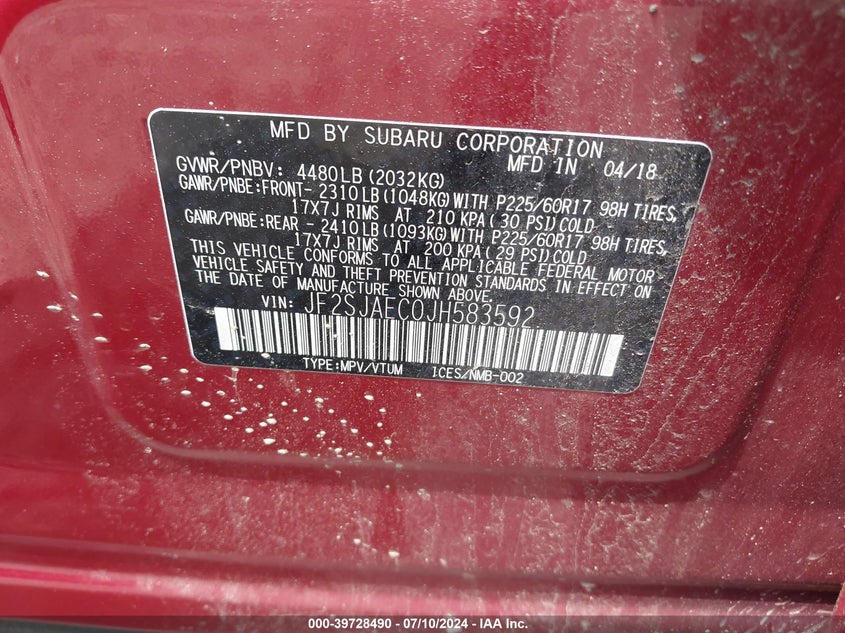 MFD BY SUBARU CORPORATION
MFD IN 04/18
GVWR/PNBV: 4480LB(2032KG)
GAWR/PNBE:FRONT- 2310LB(1048KG)WITH P225/60R17 98H TIRES,
17X7J RIMS AT 210 KPA( 30 PSI)COLD
GAWR/PNBE:REAR - 2410LB(1093KG)WITH P225/60R17 98H TIRES,
17X7J RIMS AT 200 KPA( 29 PSI)COLD
THIS VEHICLE CONFORMS TO ALL APPLICABLE FEDERAL MOTOR
VEHICLE SAFETY AND THEFT PREVENTION STANDARDS IN EFFECT ON
THE DATE OF MANUFACTURE SHOWN ABOVE.
VIN: JF2SJAEC0JH583592
TYPE:MPV/VTUM ICES/NMB-002
000-39728490 - 07/10/2024 - IAA Inc.